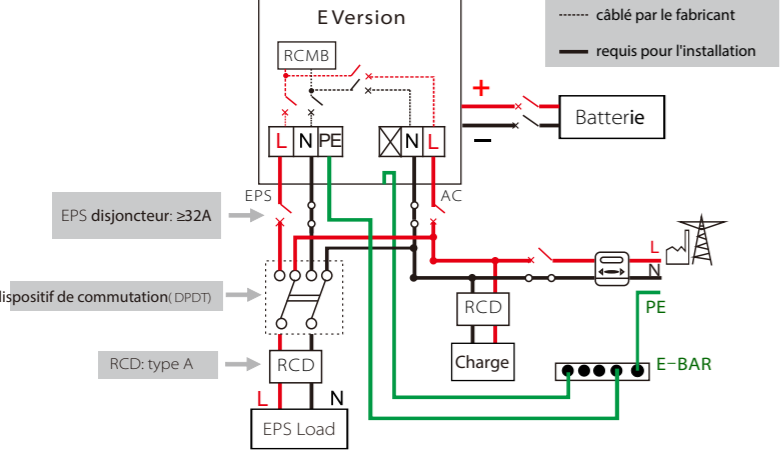 E Version
câblé par le fabricant
requis pour l'installation
RCMB
+
Batterie
−
L N PE
N L
EPS
AC
EPS disjoncteur: ≥32A
L
N
PE
dispositif de commutation( DPDT)
RCD
RCD: type A
RCD
Charge
E-BAR
L N
EPS Load